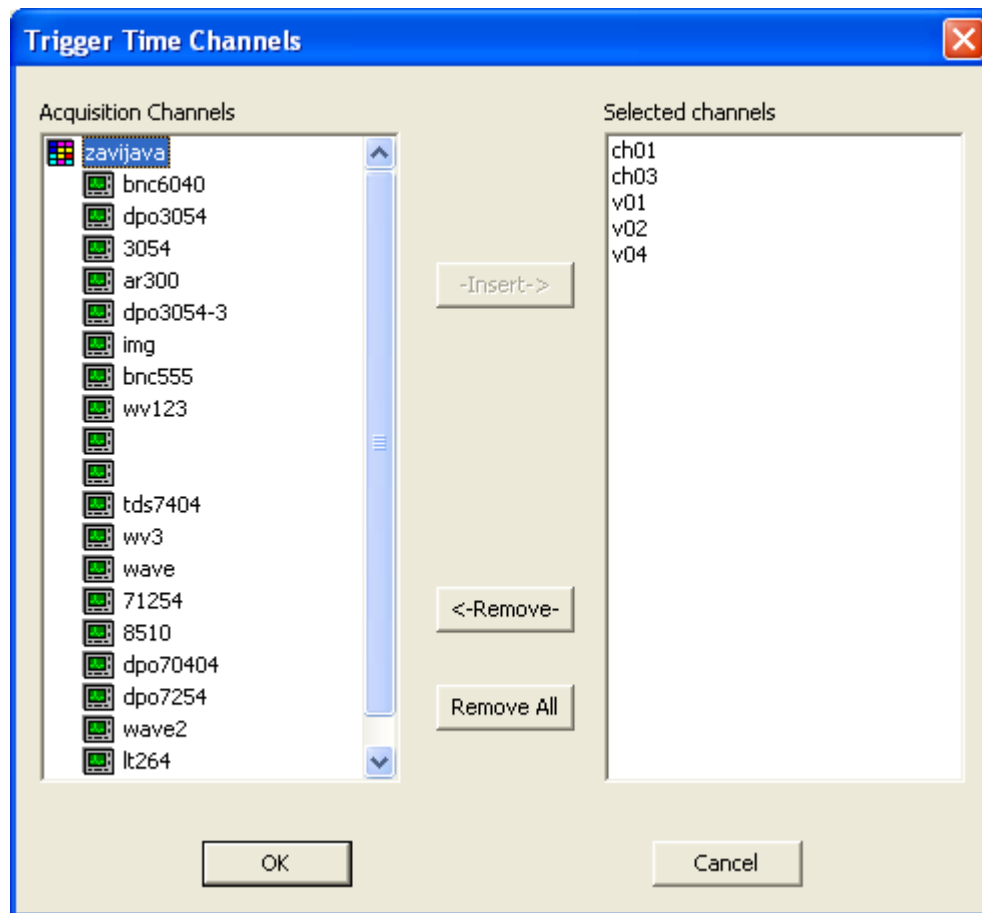 Trigger Time Channels
Acquisition Channels
zavijava
bnc6040
dpo3054
3054
ar300
dpo3054-3
img
bnc555
wv123
tds7404
wv3
wave
71254
8510
dpo70404
dpo7254
wave2
lt264
-Insert->
<-Remove-
Remove All
Selected channels
ch01
ch03
v01
v02
v04
OK
Cancel